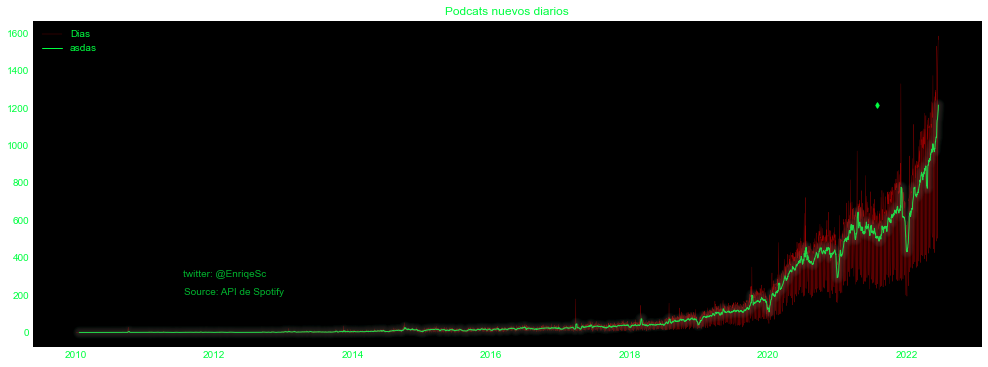 Podcats nuevos diarios
1600
1400
1200
1000
800
600
400
200
0
Dias
asdas
twitter: @EnriqeSc
Source: API de Spotify
2010 2012 2014 2016 2018 2020 2022